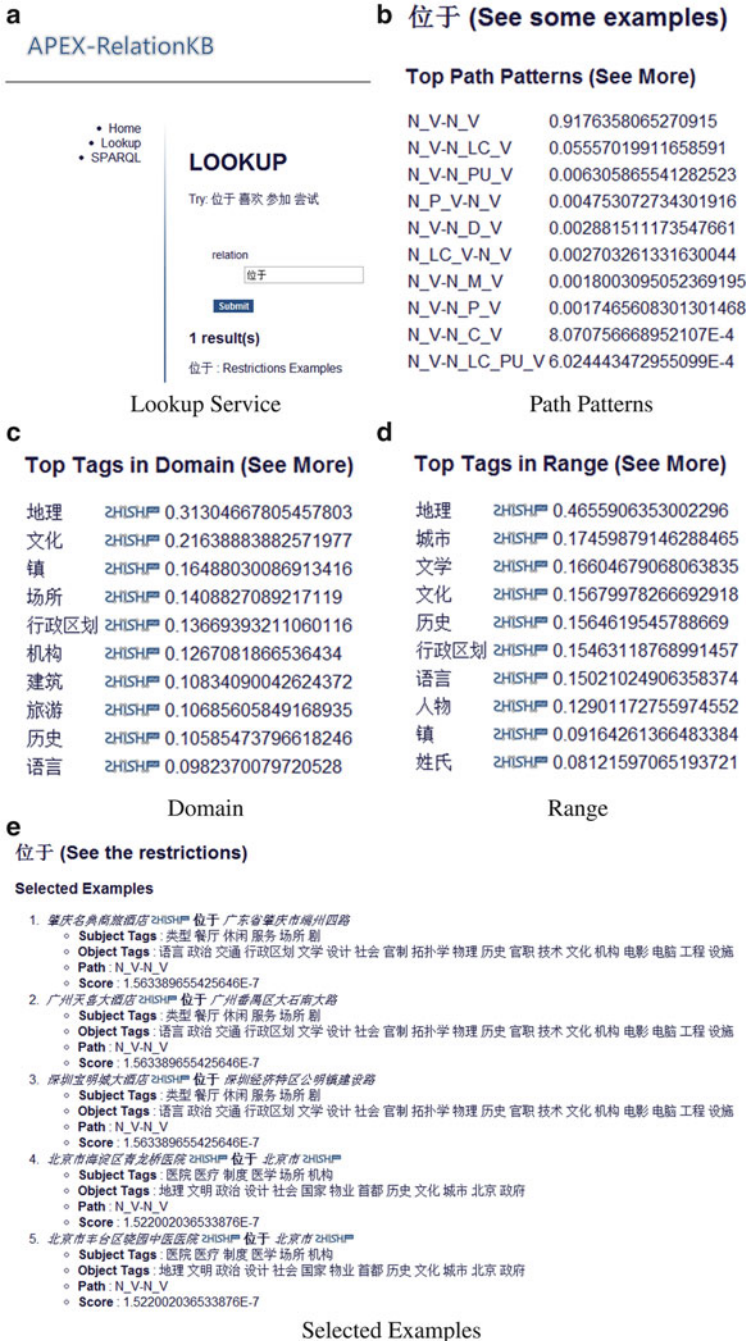 a
APEX-RelationKB
• Home
• Lookup
• SPARQL
LOOKUP
Try: 位于 喜欢 参加 尝试
relation
位于
Submit
1 result(s)
位于 : Restrictions Examples
Lookup Service
b
位于 (See some examples)
Top Path Patterns (See More)
N_V-N_V 0.9176358065270915
N_V-N_LC_V 0.05557019911658591
N_V-N_PU_V 0.006305865541282523
N_P_V-N_V 0.004753072734301916
N_V-N_D_V 0.002881511173547661
N_LC_V-N_V 0.002703261331630044
N_V-N_M_V 0.0018003095052369195
N_V-N_P_V 0.0017465608301301468
N_V-N_C_V 8.070756668952107E-4
N_V-N_LC_PU_V 6.024443472955099E-4
Path Patterns
c
Top Tags in Domain (See More)
地理 ZHISHI 0.31304667805457803
文化 ZHISHI 0.21638883882571977
镇 ZHISHI 0.16488030086913416
场所 ZHISHI 0.1408827089217119
行政区划 ZHISHI 0.13669393211060116
机构 ZHISHI 0.1267081866536434
建筑 ZHISHI 0.10834090042624372
旅游 ZHISHI 0.10685605849168935
历史 ZHISHI 0.10585473796618246
语言 ZHISHI 0.0982370079720528
Domain
d
Top Tags in Range (See More)
地理 ZHISHI 0.4655906353002296
城市 ZHISHI 0.17459879146288465
文学 ZHISHI 0.16604679068063835
文化 ZHISHI 0.15679978266692918
历史 ZHISHI 0.1564619545788669
行政区划 ZHISHI 0.15463118768991457
语言 ZHISHI 0.15021024906358374
人物 ZHISHI 0.12901172755974552
镇 ZHISHI 0.09164261366483384
姓氏 ZHISHI 0.08121597065193721
Range
e
位于 (See the restrictions)
Selected Examples
1. 肇庆名典商旅酒店 ZHISHI 位于 广东省肇庆市端州四路
Subject Tags : 类型 餐厅 休闲 服务 场所 剧
Object Tags : 语言 政治 交通 行政区划 文学 设计 社会 官制 拓扑学 物理 历史 官职 技术 文化 机构 电影 电脑 工程 设施
Path : N_V-N_V
Score : 1.563389655425646E-7
2. 广州天喜大酒店 ZHISHI 位于 广州番禺区大石南大路
Subject Tags : 类型 餐厅 休闲 服务 场所 剧
Object Tags : 语言 政治 交通 行政区划 文学 设计 社会 官制 拓扑学 物理 历史 官职 技术 文化 机构 电影 电脑 工程 设施
Path : N_V-N_V
Score : 1.563389655425646E-7
3. 深圳宝明城大酒店 ZHISHI 位于 深圳经济特区公明镇建设路
Subject Tags : 类型 餐厅 休闲 服务 场所 剧
Object Tags : 语言 政治 交通 行政区划 文学 设计 社会 官制 拓扑学 物理 历史 官职 技术 文化 机构 电影 电脑 工程 设施
Path : N_V-N_V
Score : 1.563389655425646E-7
4. 北京市海淀区青龙桥医院 ZHISHI 位于 北京市 ZHISHI
Subject Tags : 医院 医疗 制度 医学 场所 机构
Object Tags : 地理 文明 政治 设计 社会 国家 物业 首都 历史 文化 城市 北京 政府
Path : N_V-N_V
Score : 1.522002036533876E-7
5. 北京市丰台区晓园中医医院 ZHISHI 位于 北京市 ZHISHI
Subject Tags : 医院 医疗 制度 医学 场所 机构
Object Tags : 地理 文明 政治 设计 社会 国家 物业 首都 历史 文化 城市 北京 政府
Path : N_V-N_V
Score : 1.522002036533876E-7
Selected Examples